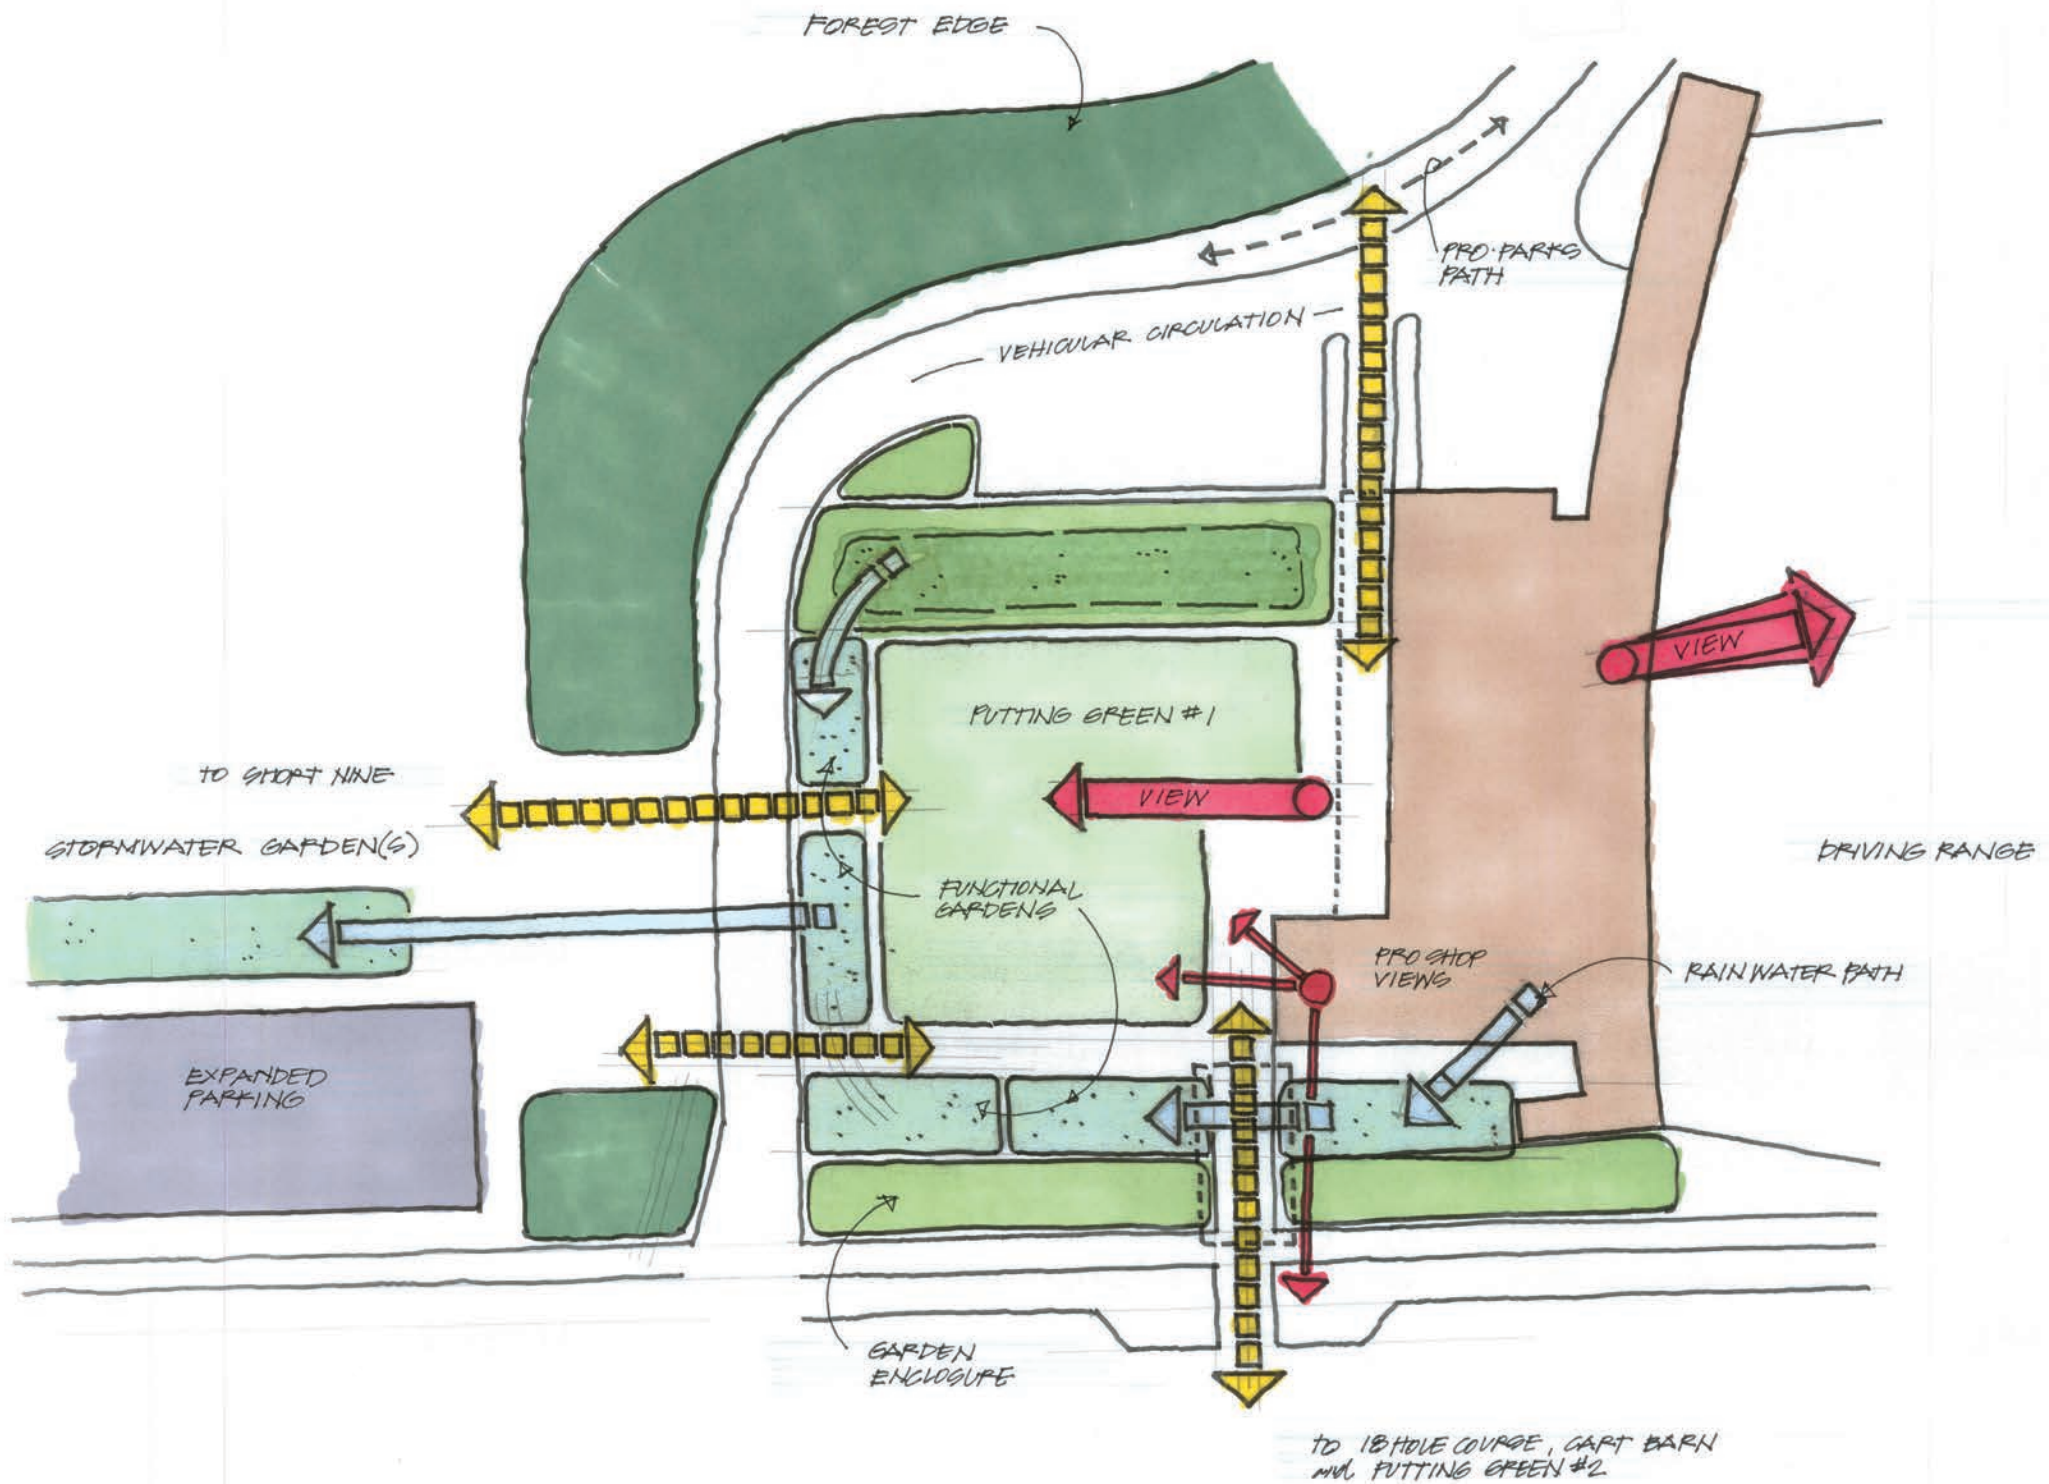 FOREST EDGE
PRO·PARKS
PATH
VEHICULAR CIRCULATION
VIEW
PUTTING GREEN #1
TO SHORT NINE
VIEW
STORMWATER GARDEN(S)
DRIVING RANGE
FUNCTIONAL
GARDENS
PRO SHOP
VIEWS
RAINWATER PATH
EXPANDED
PARKING
GARDEN
ENCLOSURE
TO 18 HOLE COURSE, CART BARN
and PUTTING GREEN #2